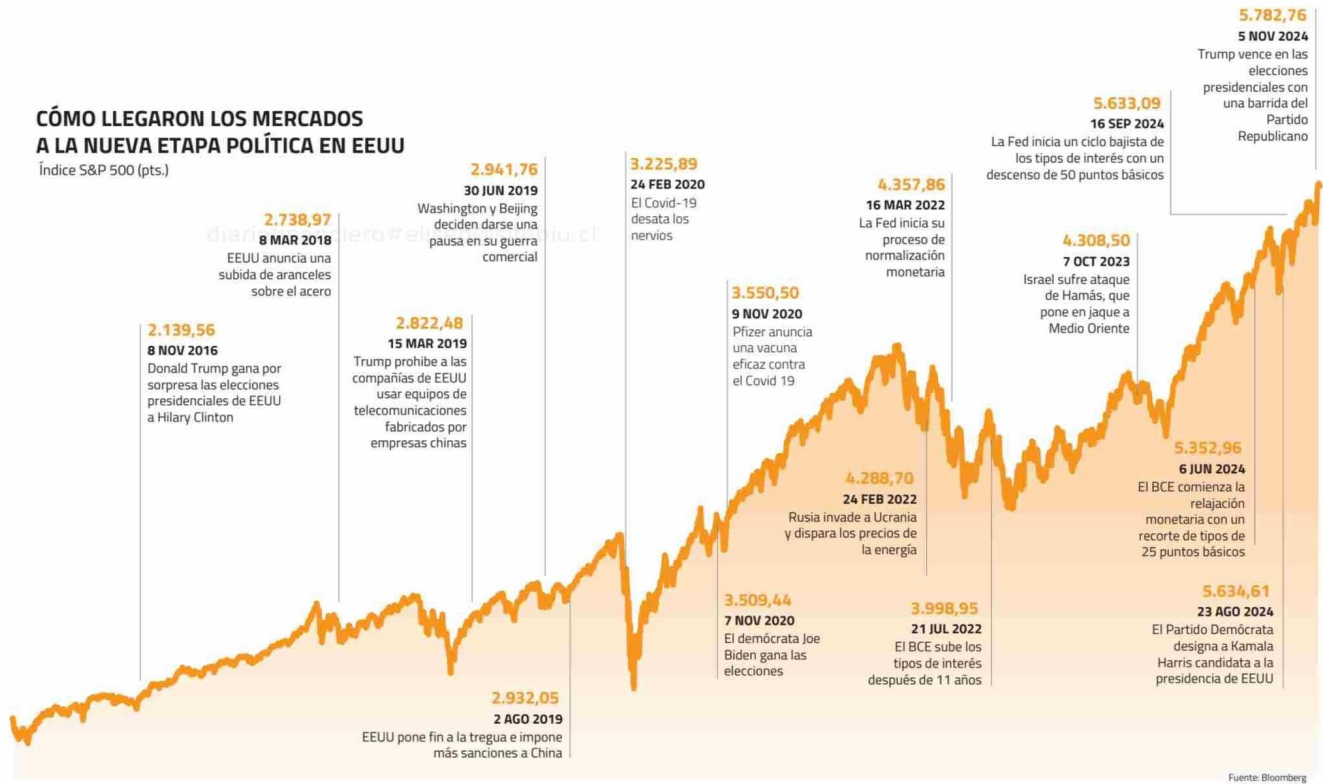 CÓMO LLEGARON LOS MERCADOS
A LA NUEVA ETAPA POLÍTICA EN EEUU
Índice S&P 500 (pts.)
2.139,56
8 NOV 2016
Donald Trump gana por
sorpresa las elecciones
presidenciales de EEUU
a Hilary Clinton
2.738,97
8 MAR 2018
EEUU anuncia una
subida de aranceles
sobre el acero
2.822,48
15 MAR 2019
Trump prohibe a las
compañías de EEUU
usar equipos de
telecomunicaciones
fabricados por
empresas chinas
2.941,76
30 JUN 2019
Washington y Beijing
deciden darse una
pausa en su guerra
comercial
2.932,05
2 AGO 2019
EEUU pone fin a la tregua e impone
más sanciones a China
3.225,89
24 FEB 2020
El Covid-19
desata los
nervios
3.509,44
7 NOV 2020
El demócrata Joe
Biden gana las
elecciones
3.550,50
9 NOV 2020
Pfizer anuncia
una vacuna
eficaz contra
el Covid 19
4.288,70
24 FEB 2022
Rusia invade a Ucrania
y dispara los precios de
la energía
4.357,86
16 MAR 2022
La Fed inicia su
proceso de
normalización
monetaria
3.998,95
21 JUL 2022
El BCE sube los
tipos de interés
después de 11 años
4.308,50
7 OCT 2023
Israel sufre ataque
de Hamás, que
pone en jaque a
Medio Oriente
5.352,96
6 JUN 2024
El BCE comienza la
relajación
monetaria con un
recorte de tipos de
25 puntos básicos
5.634,61
23 AGO 2024
El Partido Demócrata
designa a Kamala
Harris candidata a la
presidencia de EEUU
5.633,09
16 SEP 2024
La Fed inicia un ciclo bajista de
los tipos de interés con un
descenso de 50 puntos básicos
5.782,76
5 NOV 2024
Trump vence en las
elecciones
presidenciales con
una barrida del
Partido
Republicano
Fuente: Bloomberg